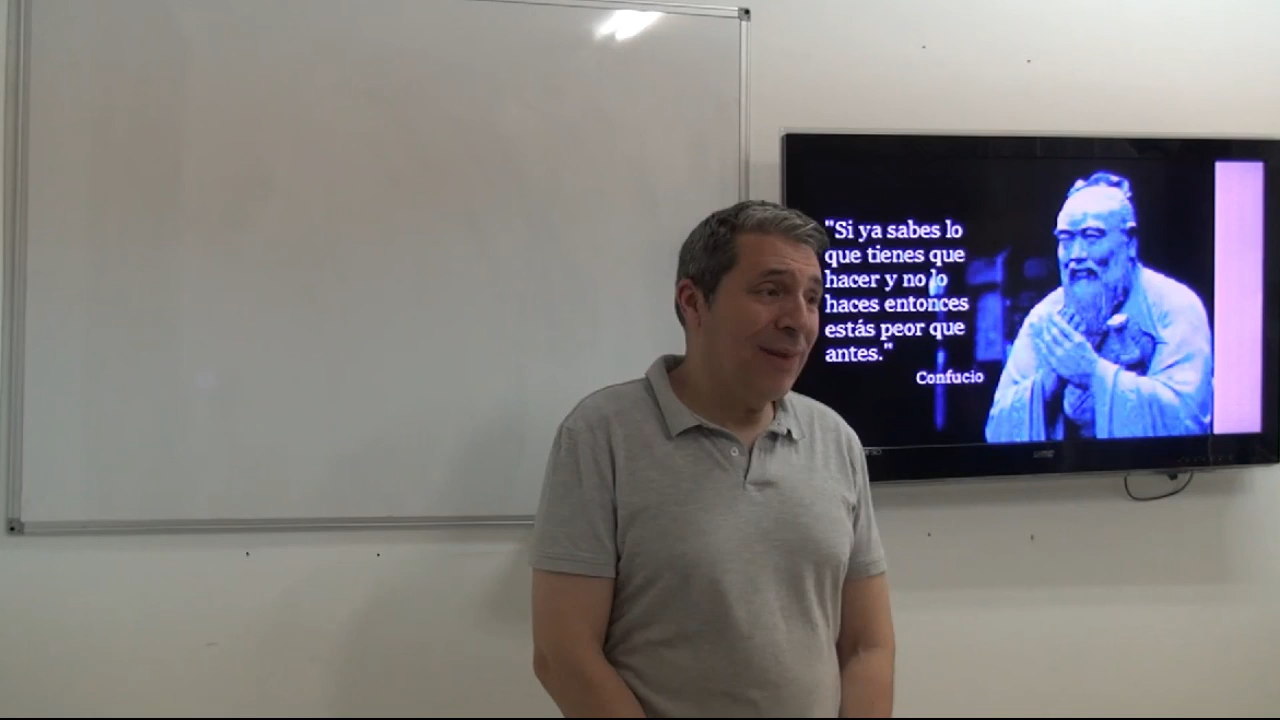 "Si ya sabes lo
que tienes que
hacer y no lo
haces entonces
estás peor que
antes."
Confucio